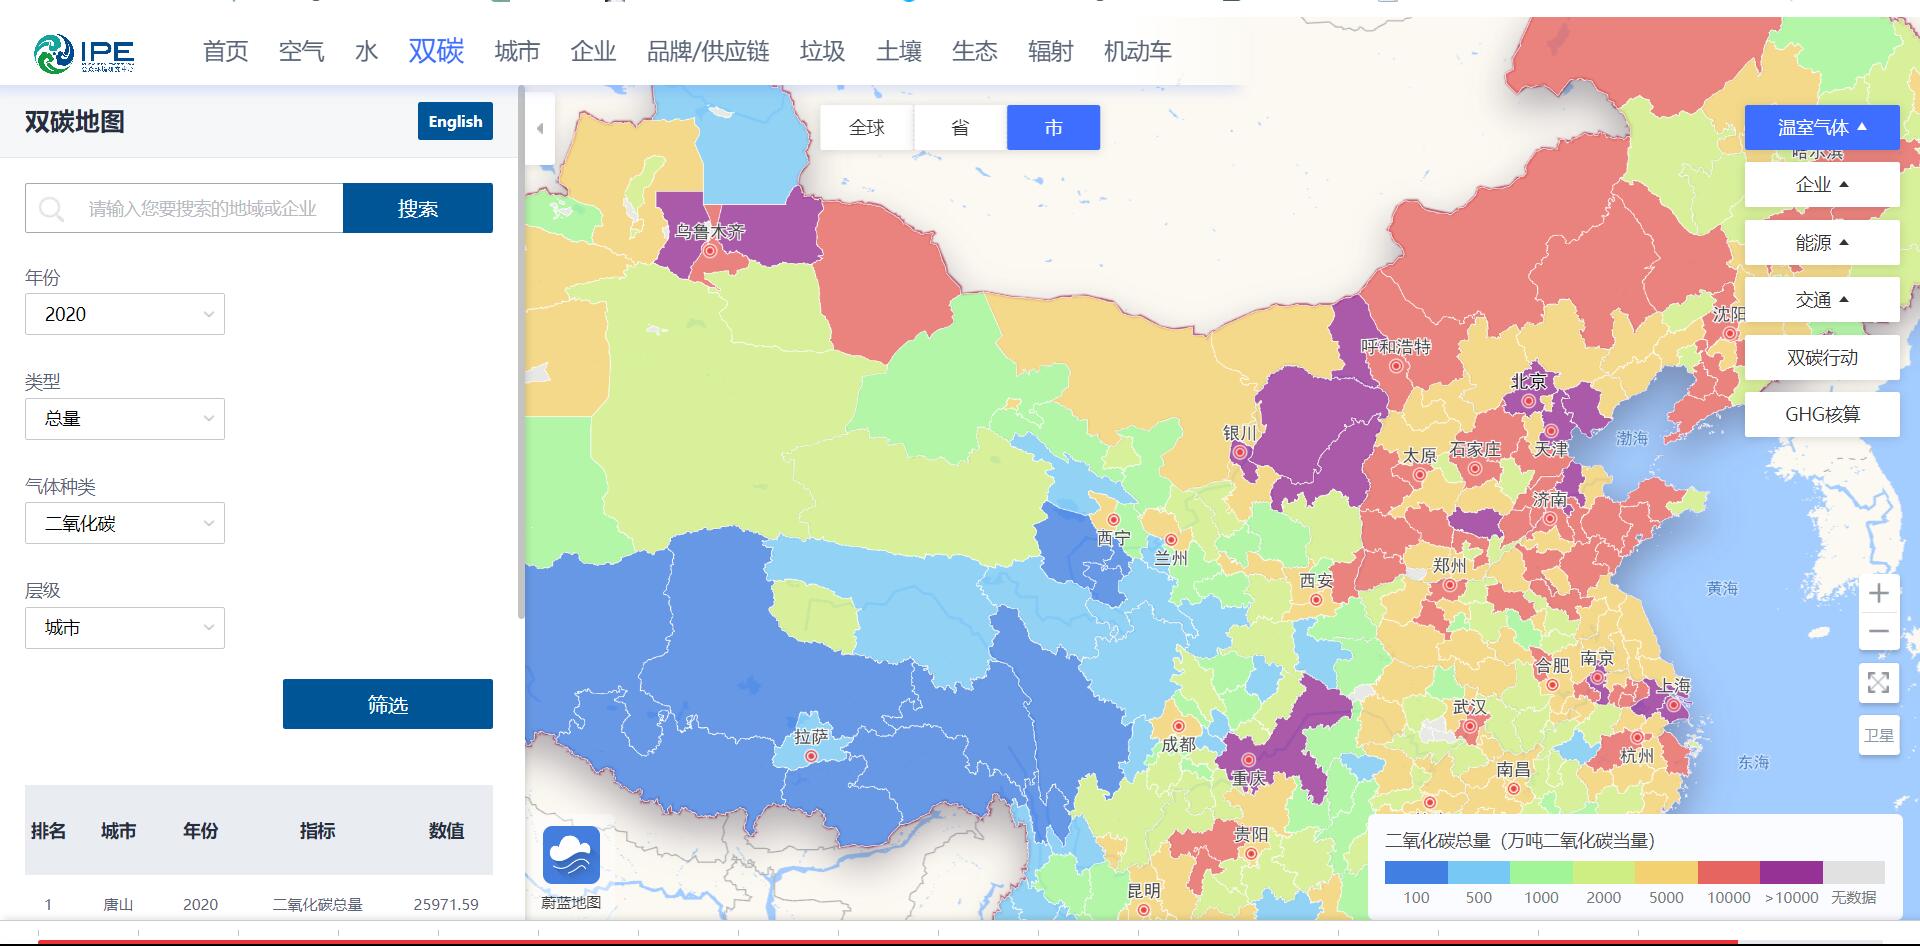 IPE
首页 空气 水 双碳 城市 企业 品牌/供应链 垃圾 土壤 生态 辐射 机动车
双碳地图
English
请输入您要搜索的地域或企业
搜索
年份
2020
类型
总量
气体种类
二氧化碳
层级
城市
筛选
排名 城市 年份 指标 数值
1 唐山 2020 二氧化碳总量 25971.59
全球 省 市
温室气体
哈尔滨
企业
能源
交通
双碳行动
GHG核算
乌鲁木齐
沈阳
呼和浩特
北京
银川
天津
渤海
太原
石家庄
济南
西宁
兰州
郑州
西安
黄海
合肥
南京
上海
武汉
拉萨
成都
杭州
重庆
南昌
东海
贵阳
昆明
卫星
蔚蓝地图
二氧化碳总量（万吨二氧化碳当量）
100 500 1000 2000 5000 10000 >10000 无数据